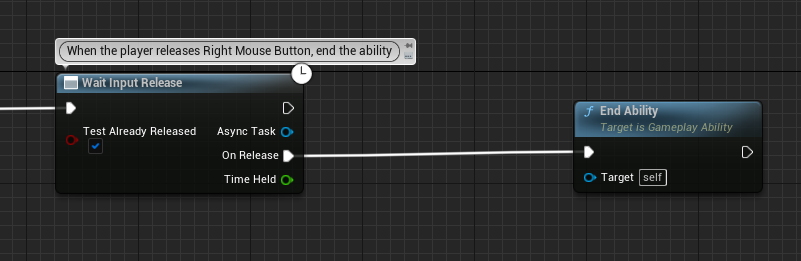 When the player releases Right Mouse Button, end the ability
Wait Input Release
Test Already Released
Async Task
On Release
Time Held
f End Ability
Target is Gameplay Ability
Target self